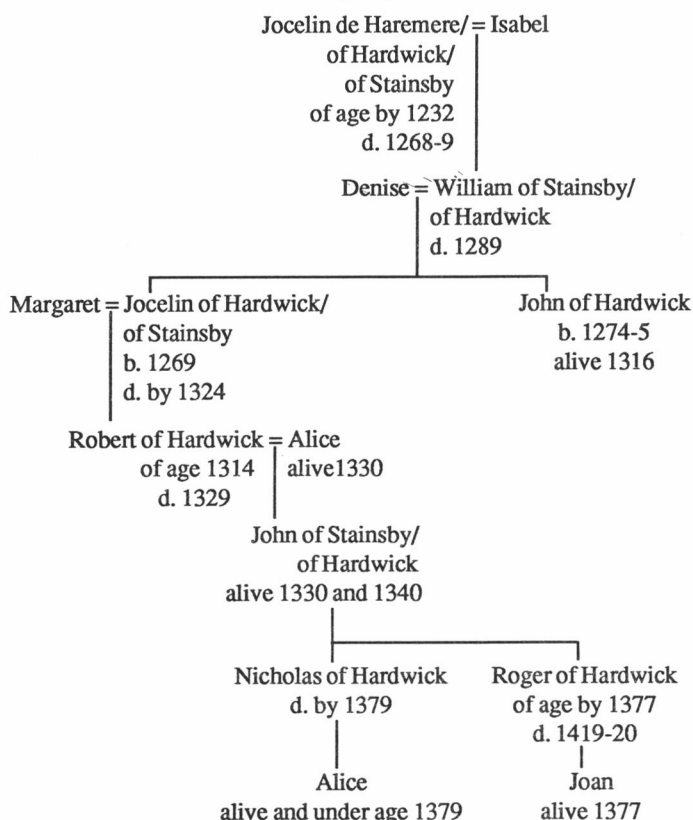 Jocelin de Haremere/ = Isabel
of Hardwick/
of Stainsby
of age by 1232
d. 1268-9
Denise = William of Stainsby/
of Hardwick
d. 1289
Margaret = Jocelin of Hardwick/
of Stainsby
b. 1269
d. by 1324
John of Hardwick
b. 1274-5
alive 1316
Robert of Hardwick = Alice
of age 1314 alive1330
d. 1329
John of Stainsby/
of Hardwick
alive 1330 and 1340
Nicholas of Hardwick
d. by 1379
Roger of Hardwick
of age by 1377
d. 1419-20
Alice
alive and under age 1379
Joan
alive 1377